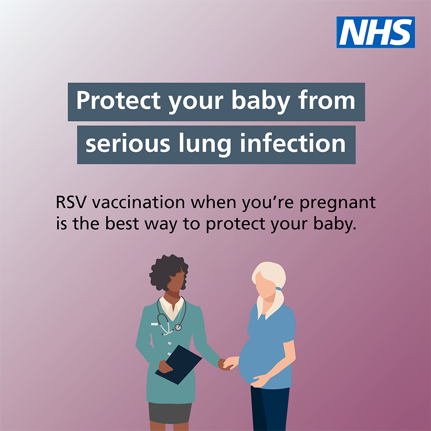 NHS
Protect your baby from
serious lung infection
RSV vaccination when you're pregnant
is the best way to protect your baby.